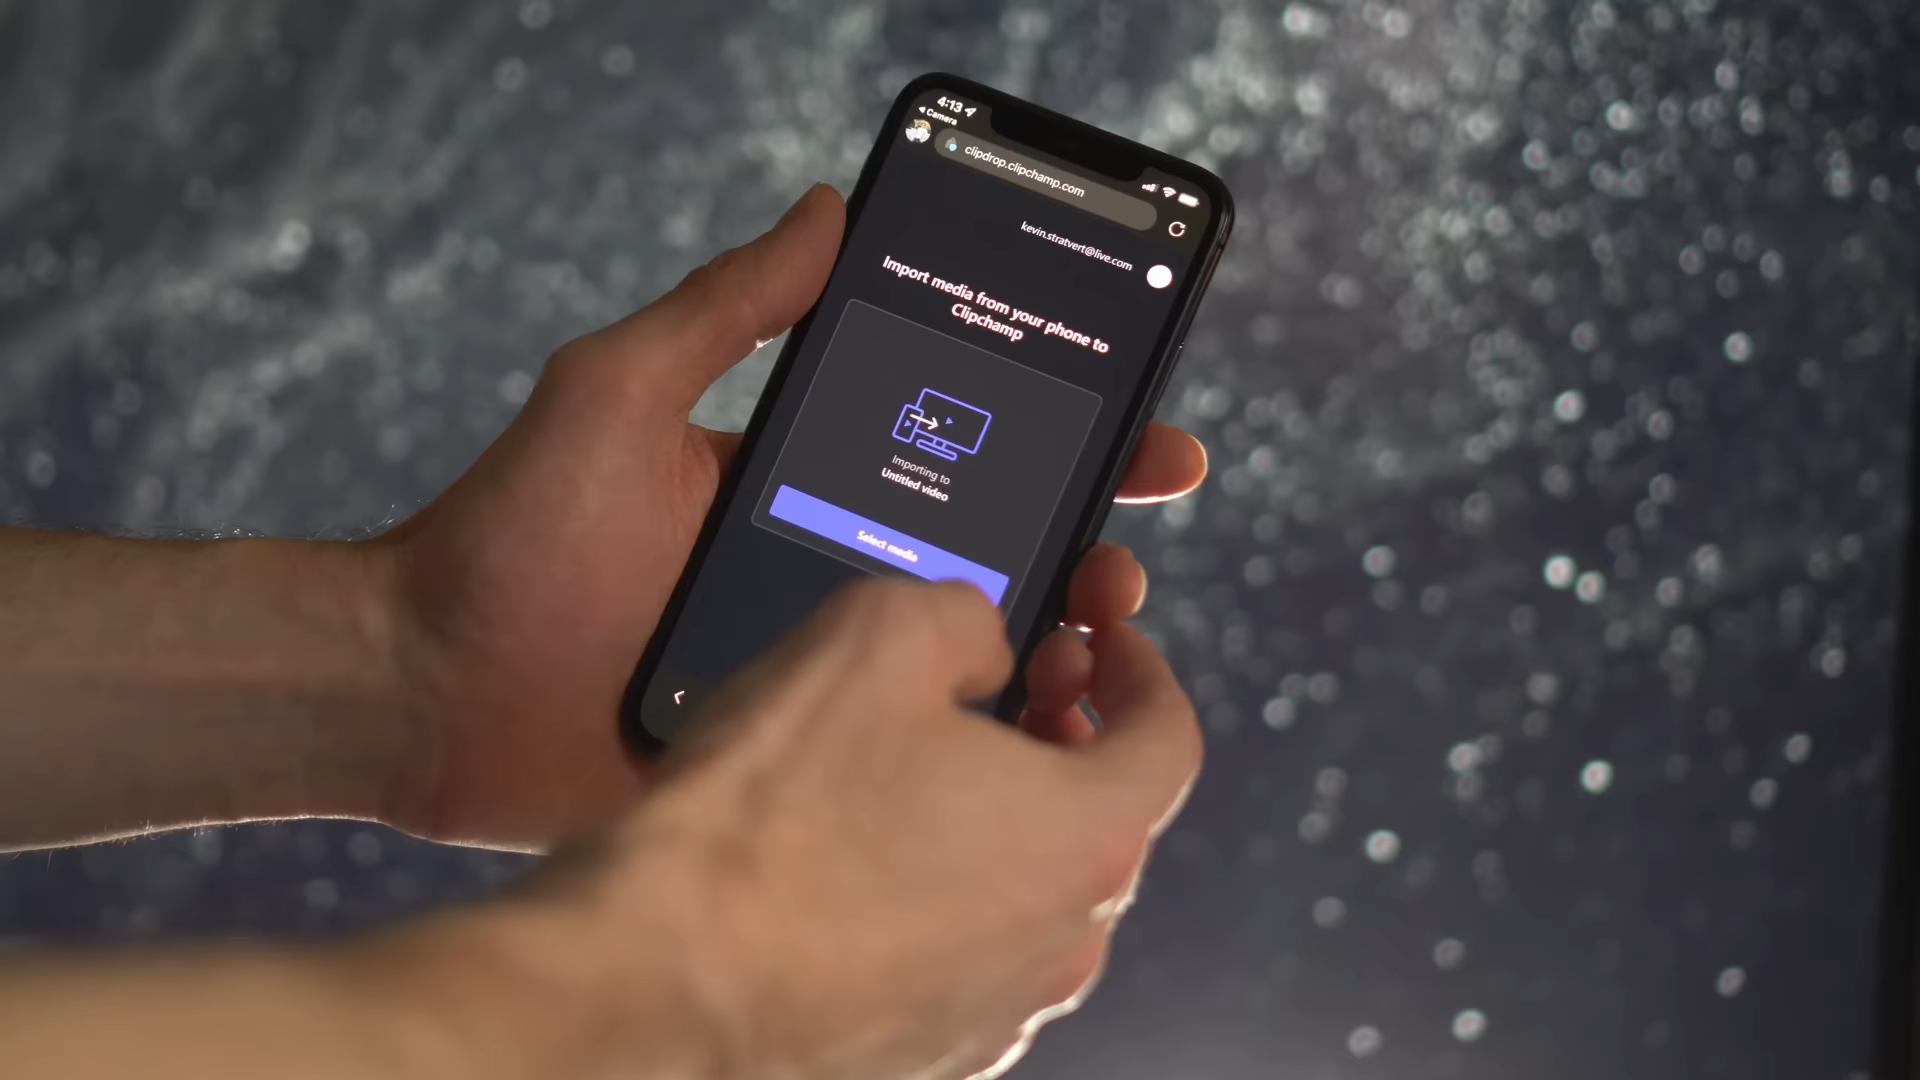 4:13
Camera
clipdrop.clipchamp.com
kevin.stratvert@live.com
Import media from your phone to
Clipchamp
Importing to
Untitled video
Select media